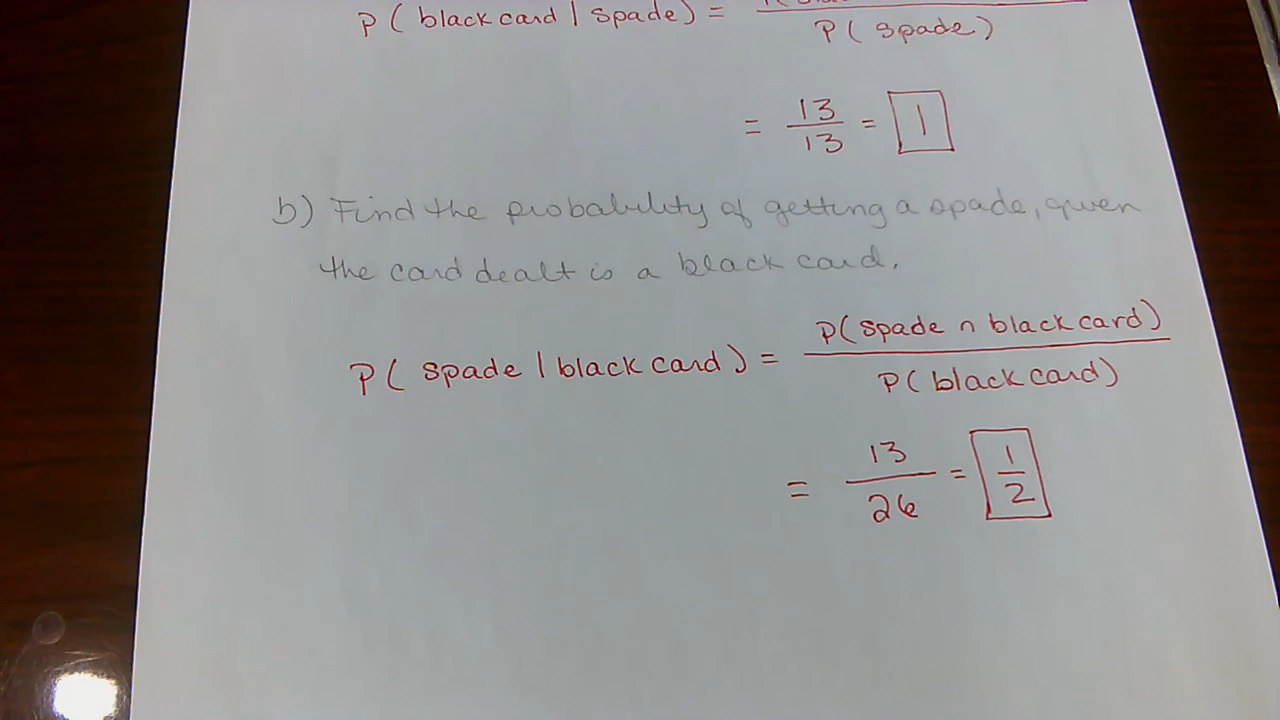 P( black card | spade) = P( spade)
= 13/13 = 1
b) Find the probability of getting a spade, given
the card dealt is a black card.
P( spade | black card) = P(spade ∩ black card) / P( black card)
= 13/26 = 1/2